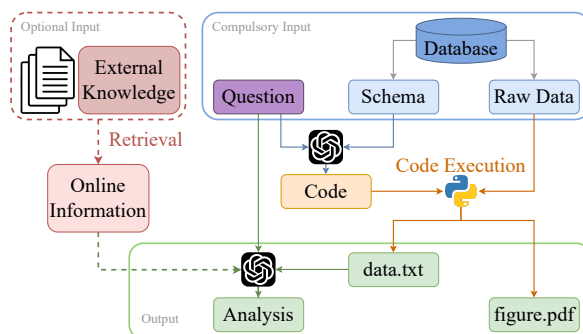 Optional Input
External
Knowledge
Compulsory Input
Database
Question
Schema
Raw Data
Retrieval
Online
Information
Code
Code Execution
data.txt
Analysis
figure.pdf
Output